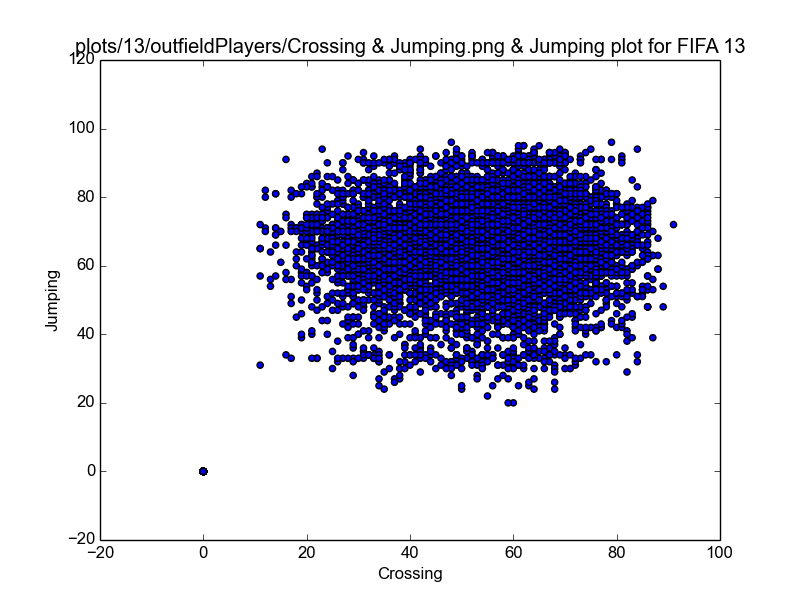 plots/13/outfieldPlayers/Crossing & Jumping.png & Jumping plot for FIFA 13
120
100
80
60
40
20
0
−20
Jumping
−20 0 20 40 60 80 100
Crossing